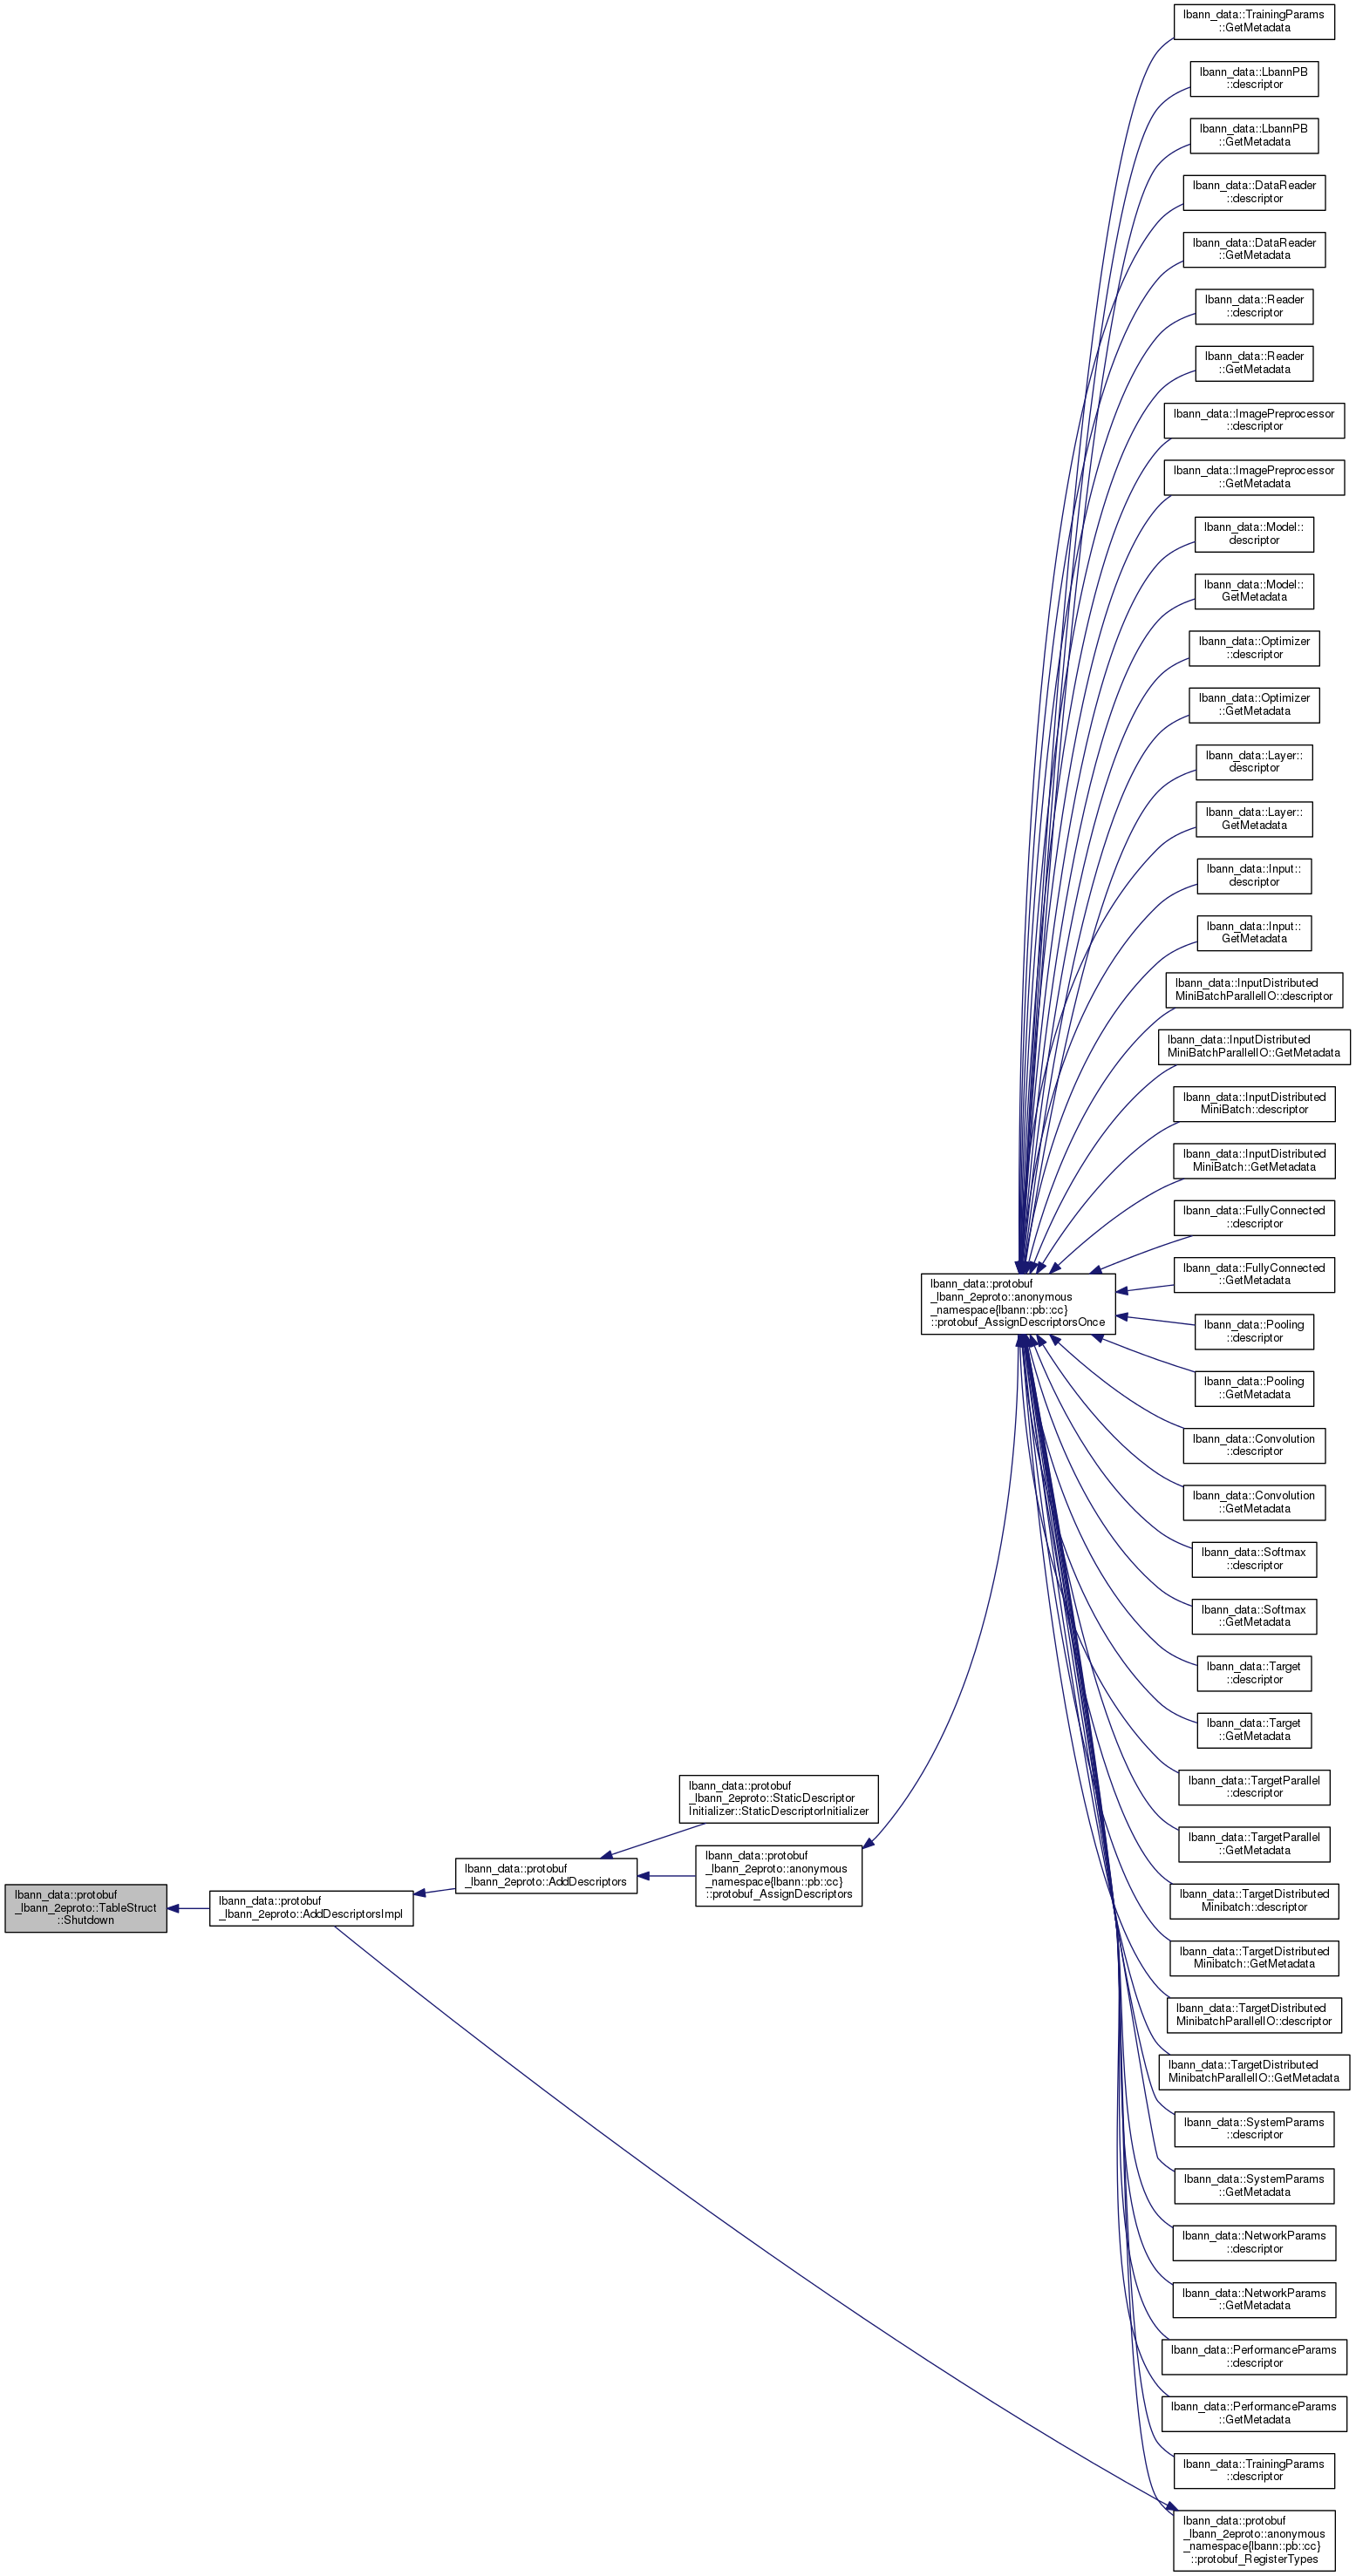 lbann_data::TrainingParams
::GetMetadata
lbann_data::LbannPB
::descriptor
lbann_data::LbannPB
::GetMetadata
lbann_data::DataReader
::descriptor
lbann_data::DataReader
::GetMetadata
lbann_data::Reader
::descriptor
lbann_data::Reader
::GetMetadata
lbann_data::ImagePreprocessor
::descriptor
lbann_data::ImagePreprocessor
::GetMetadata
lbann_data::Model::
descriptor
lbann_data::Model::
GetMetadata
lbann_data::Optimizer
::descriptor
lbann_data::Optimizer
::GetMetadata
lbann_data::Layer::
descriptor
lbann_data::Layer::
GetMetadata
lbann_data::Input::
descriptor
lbann_data::Input::
GetMetadata
lbann_data::InputDistributed
MiniBatchParallelIO::descriptor
lbann_data::InputDistributed
MiniBatchParallelIO::GetMetadata
lbann_data::InputDistributed
MiniBatch::descriptor
lbann_data::InputDistributed
MiniBatch::GetMetadata
lbann_data::FullyConnected
::descriptor
lbann_data::FullyConnected
::GetMetadata
lbann_data::protobuf
_lbann_2eproto::anonymous
_namespace{lbann::pb::cc}
::protobuf_AssignDescriptorsOnce
lbann_data::Pooling
::descriptor
lbann_data::Pooling
::GetMetadata
lbann_data::Convolution
::descriptor
lbann_data::Convolution
::GetMetadata
lbann_data::Softmax
::descriptor
lbann_data::Softmax
::GetMetadata
lbann_data::Target
::descriptor
lbann_data::Target
::GetMetadata
lbann_data::TargetParallel
::descriptor
lbann_data::TargetParallel
::GetMetadata
lbann_data::protobuf
_lbann_2eproto::StaticDescriptor
Initializer::StaticDescriptorInitializer
lbann_data::protobuf
_lbann_2eproto::anonymous
_namespace{lbann::pb::cc}
::protobuf_AssignDescriptors
lbann_data::protobuf
_lbann_2eproto::AddDescriptors
lbann_data::protobuf
_lbann_2eproto::AddDescriptorsImpl
lbann_data::protobuf
_lbann_2eproto::TableStruct
::Shutdown
lbann_data::TargetDistributed
Minibatch::descriptor
lbann_data::TargetDistributed
Minibatch::GetMetadata
lbann_data::TargetDistributed
MinibatchParallelIO::descriptor
lbann_data::TargetDistributed
MinibatchParallelIO::GetMetadata
lbann_data::SystemParams
::descriptor
lbann_data::SystemParams
::GetMetadata
lbann_data::NetworkParams
::descriptor
lbann_data::NetworkParams
::GetMetadata
lbann_data::PerformanceParams
::descriptor
lbann_data::PerformanceParams
::GetMetadata
lbann_data::TrainingParams
::descriptor
lbann_data::protobuf
_lbann_2eproto::anonymous
_namespace{lbann::pb::cc}
::protobuf_RegisterTypes